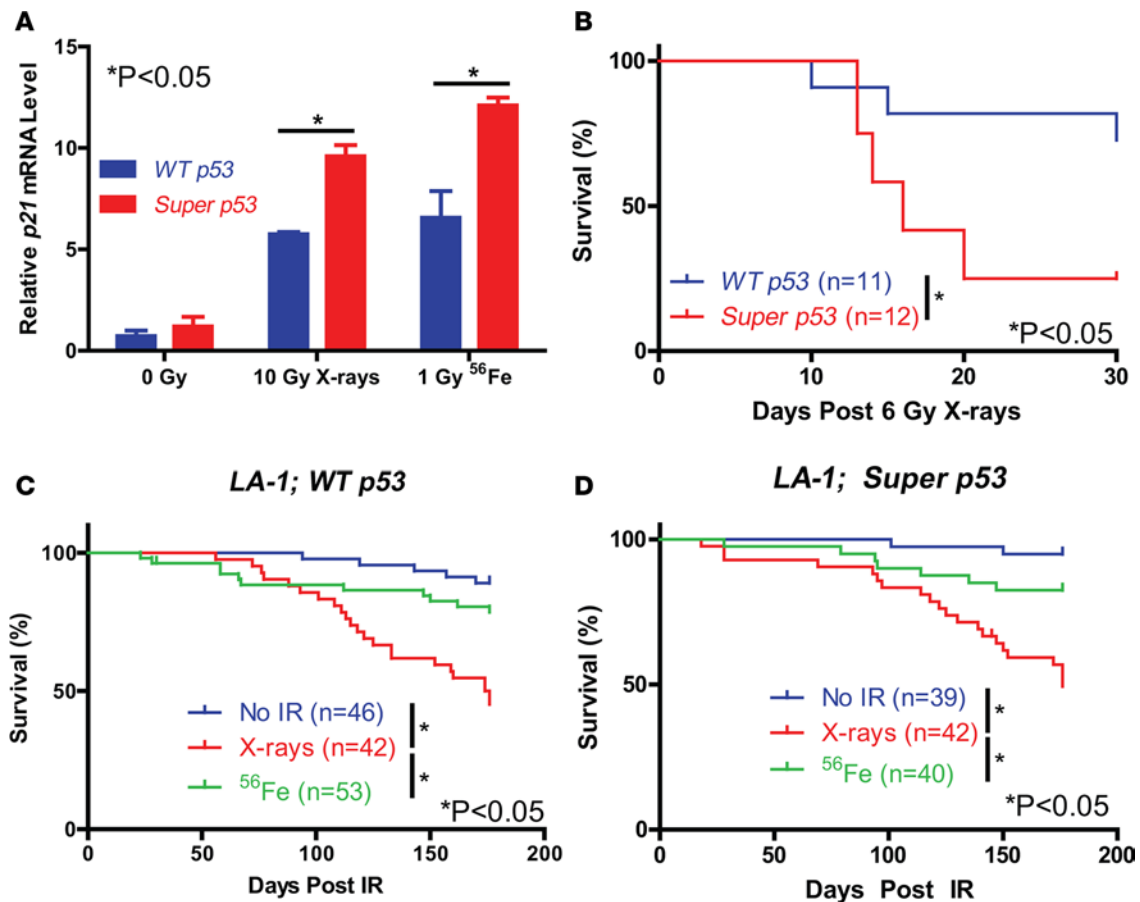 A
Relative p21 mRNA Level
15
10
5
0
*P<0.05
WT p53
Super p53
*
*
0 Gy
10 Gy X-rays
1 Gy ⁵⁶Fe
B
Survival (%)
100
50
0
WT p53 (n=11)
Super p53 (n=12)
*
*P<0.05
0
10
20
30
Days Post 6 Gy X-rays
C
LA-1; WT p53
Survival (%)
100
50
0
No IR (n=46)
X-rays (n=42)
⁵⁶Fe (n=53)
*
*
*P<0.05
0
50
100
150
200
Days Post IR
D
LA-1; Super p53
Survival (%)
100
50
0
No IR (n=39)
X-rays (n=42)
⁵⁶Fe (n=40)
*
*
*P<0.05
0
50
100
150
200
Days Post IR